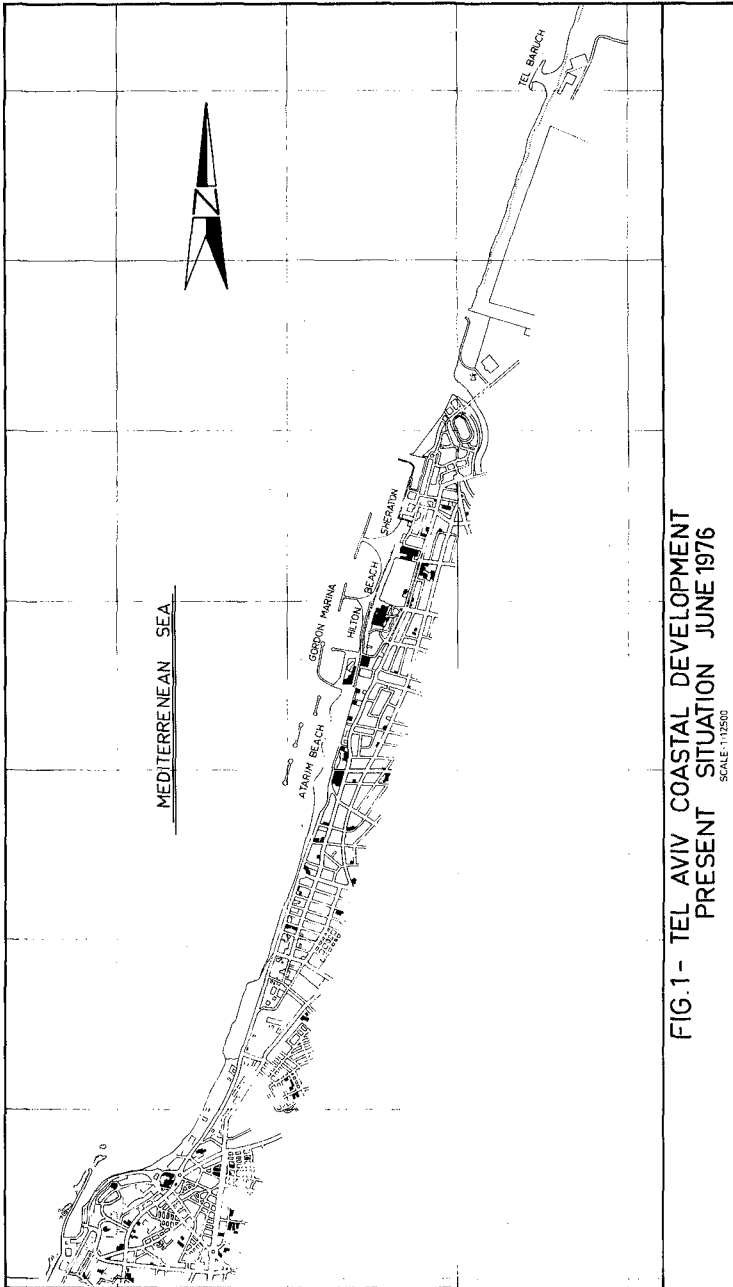 TEL BARUCH
N
MEDITERRENEAN SEA
SHERATON
BEACH
HILTON
GORDON MARINA
ATARIM BEACH
FIG.1- TEL AVIV COASTAL DEVELOPMENT
PRESENT SITUATION JUNE 1976
SCALE-1:12500